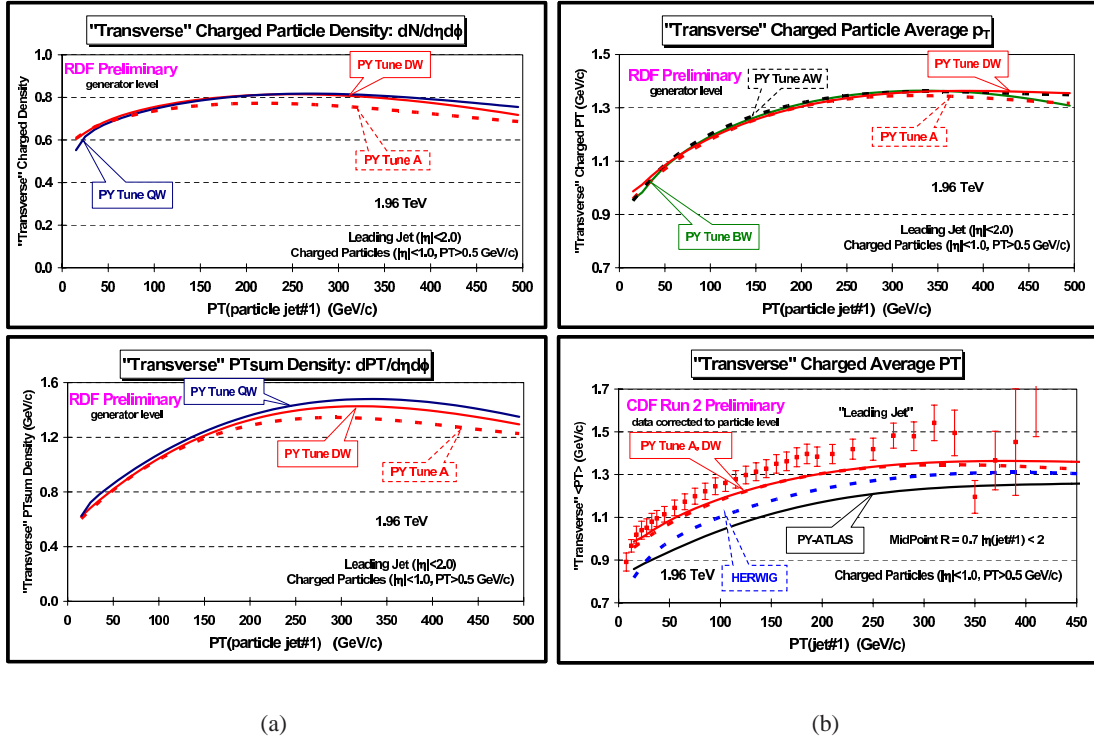 "Transverse" Charged Particle Density: dN/dηdϕ
RDF Preliminary
generator level
PY Tune DW
PY Tune A
PY Tune QW
1.96 TeV
Leading Jet (|η|<2.0)
Charged Particles (|η|<1.0, PT>0.5 GeV/c)
"Transverse" Charged Density
1.0
0.8
0.6
0.4
0.2
0.0
0 50 100 150 200 250 300 350 400 450 500
PT(particle jet#1) (GeV/c)
"Transverse" Charged Particle Average pT
RDF Preliminary
generator level
PY Tune AW
PY Tune DW
PY Tune A
PY Tune BW
1.96 TeV
Leading Jet (|η|<2.0)
Charged Particles (|η|<1.0, PT>0.5 GeV/c)
"Transverse" Charged PT (GeV/c)
1.5
1.3
1.1
0.9
0.7
0 50 100 150 200 250 300 350 400 450 500
PT(particle jet#1) (GeV/c)
"Transverse" PTsum Density: dPT/dηdϕ
RDF Preliminary
generator level
PY Tune QW
PY Tune DW
PY Tune A
1.96 TeV
Leading Jet (|η|<2.0)
Charged Particles (|η|<1.0, PT>0.5 GeV/c)
"Transverse" PTsum Density (GeV/c)
1.6
1.2
0.8
0.4
0.0
0 50 100 150 200 250 300 350 400 450 500
PT(particle jet#1) (GeV/c)
"Transverse" Charged Average PT
CDF Run 2 Preliminary
data corrected to particle level
"Leading Jet"
PY Tune A, DW
PY-ATLAS
HERWIG
MidPoint R = 0.7 |η(jet#1)| < 2
1.96 TeV
Charged Particles (|η|<1.0, PT>0.5 GeV/c)
"Transverse" <PT> (GeV/c)
1.7
1.5
1.3
1.1
0.9
0.7
0 50 100 150 200 250 300 350 400 450
PT(jet#1) (GeV/c)
(a)
(b)